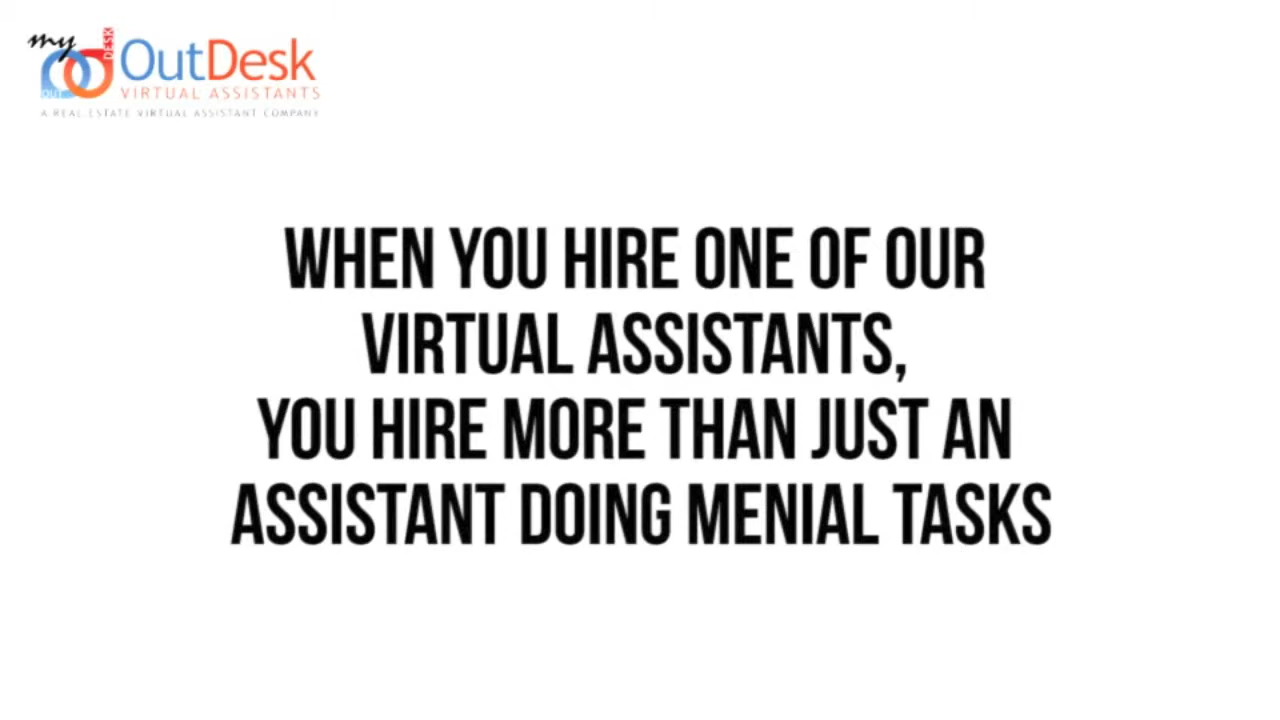 my
DESK
OUT
OutDesk
VIRTUAL ASSISTANTS
A REAL ESTATE VIRTUAL ASSISTANT COMPANY
WHEN YOU HIRE ONE OF OUR
VIRTUAL ASSISTANTS,
YOU HIRE MORE THAN JUST AN
ASSISTANT DOING MENIAL TASKS